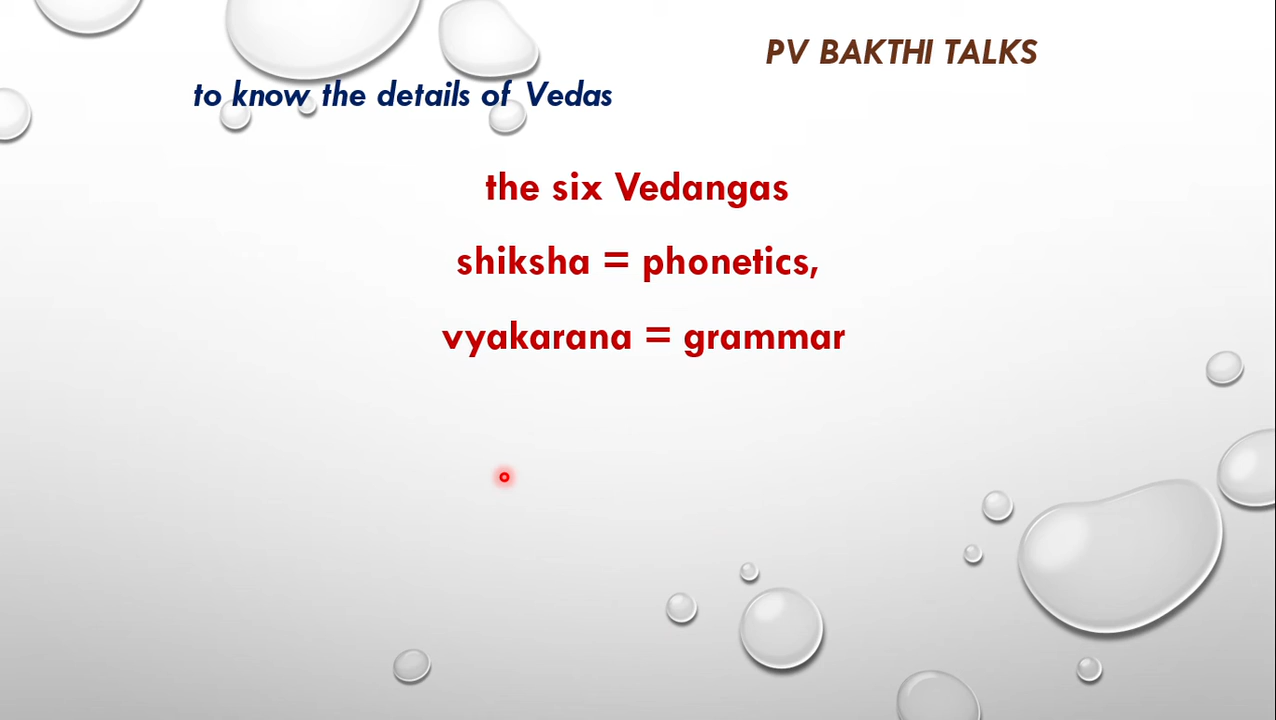 PV BAKTHI TALKS
to know the details of Vedas
the six Vedangas
shiksha = phonetics,
vyakarana = grammar